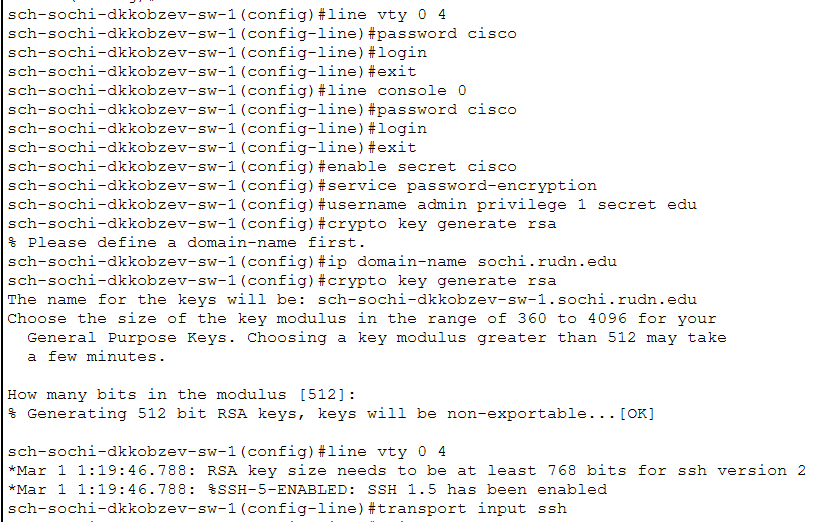 sch-sochi-dkkobzev-sw-1(config)#line vty 0 4
sch-sochi-dkkobzev-sw-1(config-line)#password cisco
sch-sochi-dkkobzev-sw-1(config-line)#login
sch-sochi-dkkobzev-sw-1(config-line)#exit
sch-sochi-dkkobzev-sw-1(config)#line console 0
sch-sochi-dkkobzev-sw-1(config-line)#password cisco
sch-sochi-dkkobzev-sw-1(config-line)#login
sch-sochi-dkkobzev-sw-1(config-line)#exit
sch-sochi-dkkobzev-sw-1(config)#enable secret cisco
sch-sochi-dkkobzev-sw-1(config)#service password-encryption
sch-sochi-dkkobzev-sw-1(config)#username admin privilege 1 secret edu
sch-sochi-dkkobzev-sw-1(config)#crypto key generate rsa
% Please define a domain-name first.
sch-sochi-dkkobzev-sw-1(config)#ip domain-name sochi.rudn.edu
sch-sochi-dkkobzev-sw-1(config)#crypto key generate rsa
The name for the keys will be: sch-sochi-dkkobzev-sw-1.sochi.rudn.edu
Choose the size of the key modulus in the range of 360 to 4096 for your
General Purpose Keys. Choosing a key modulus greater than 512 may take
a few minutes.
How many bits in the modulus [512]:
% Generating 512 bit RSA keys, keys will be non-exportable...[OK]
sch-sochi-dkkobzev-sw-1(config)#line vty 0 4
*Mar 1 1:19:46.788: RSA key size needs to be at least 768 bits for ssh version 2
*Mar 1 1:19:46.788: %SSH-5-ENABLED: SSH 1.5 has been enabled
sch-sochi-dkkobzev-sw-1(config-line)#transport input ssh